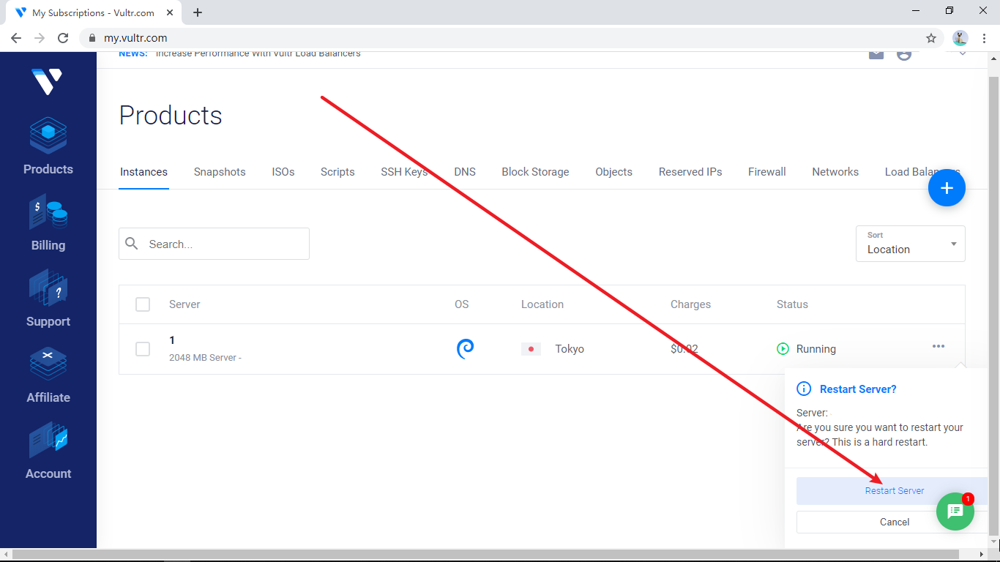 My Subscriptions - Vultr.com
my.vultr.com
NEWS: Increase Performance With Vultr Load Balancers
Products
Products
Billing
Support
Affiliate
Account
Instances Snapshots ISOs Scripts SSH Keys DNS Block Storage Objects Reserved IPs Firewall Networks Load Balancers
+
Search...
Sort
Location
Server OS Location Charges Status
1
2048 MB Server -
Tokyo $0.02 Running
Restart Server?
Server:
Are you sure you want to restart your
server? This is a hard restart.
Restart Server
1
Cancel
$
?